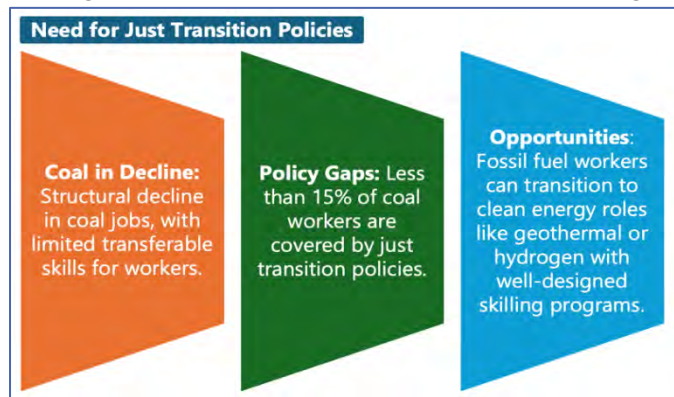 Need for Just Transition Policies
Coal in Decline:
Structural decline
in coal jobs, with
limited transferable
skills for workers.
Policy Gaps: Less
than 15% of coal
workers are
covered by just
transition policies.
Opportunities:
Fossil fuel workers
can transition to
clean energy roles
like geothermal or
hydrogen with
well-designed
skilling programs.